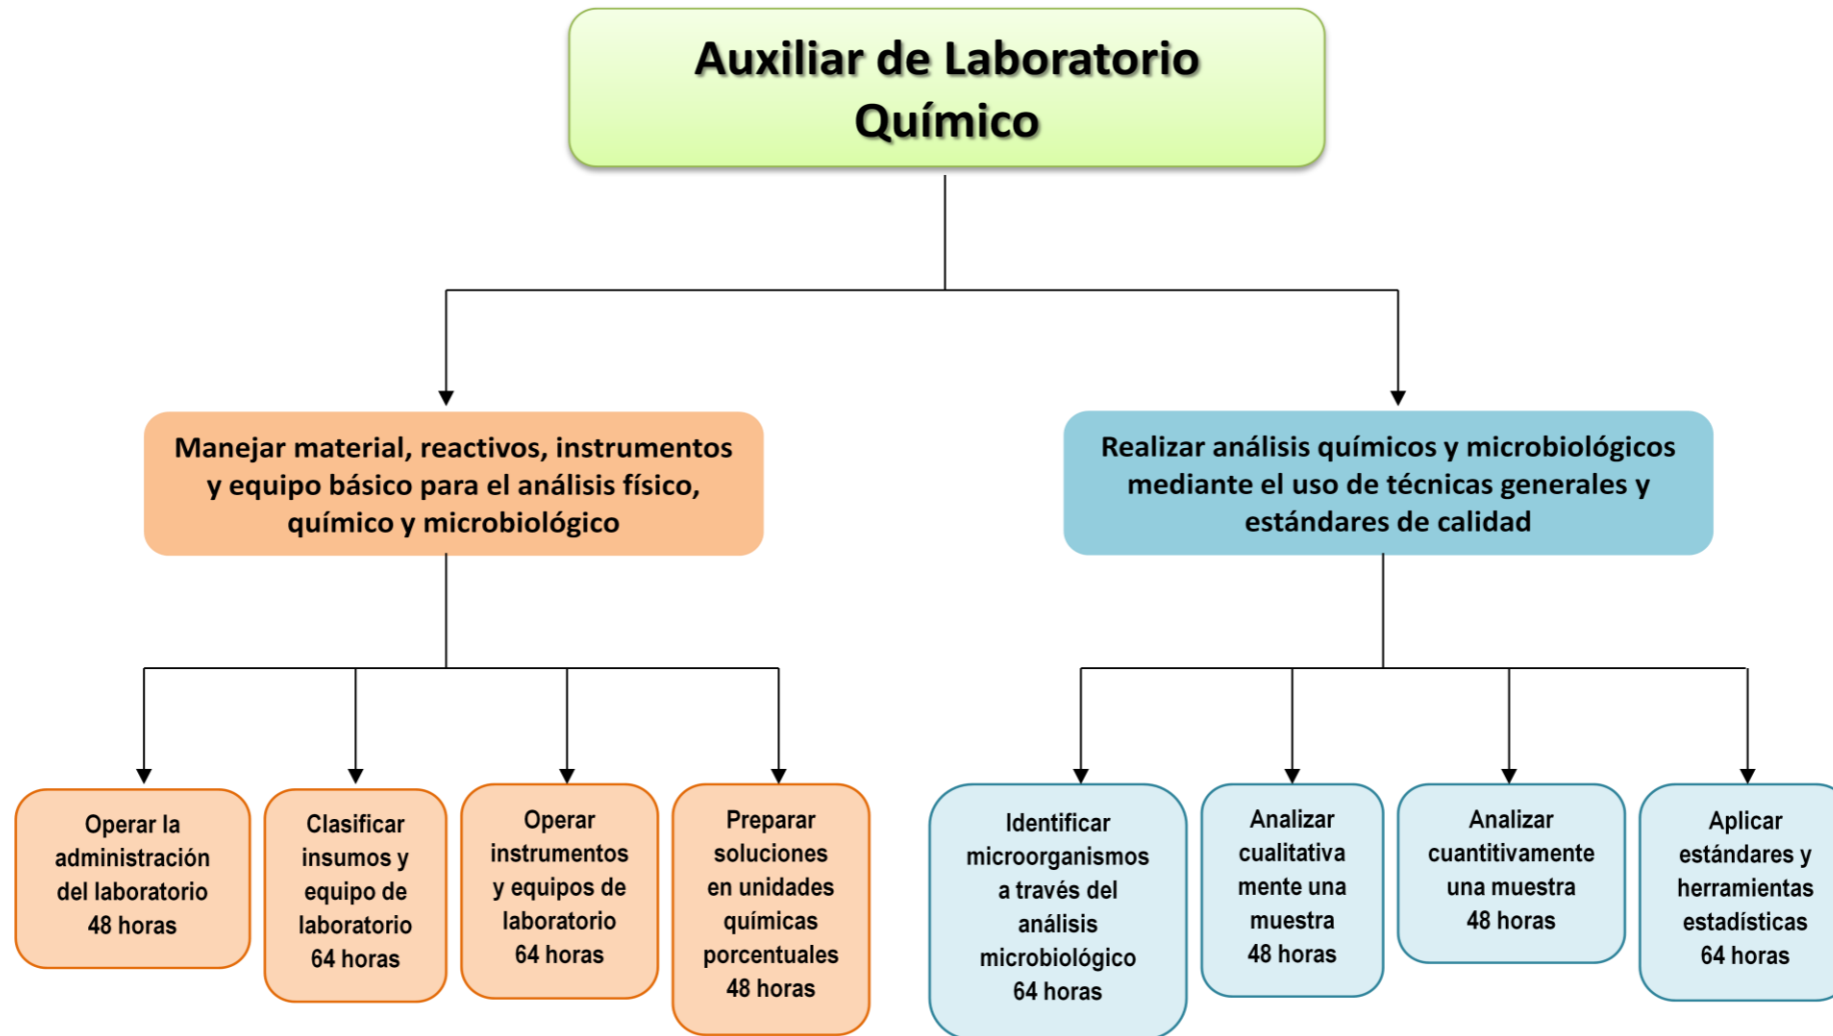 Auxiliar de Laboratorio
Químico
Manejar material, reactivos, instrumentos
y equipo básico para el análisis físico,
químico y microbiológico
Realizar análisis químicos y microbiológicos
mediante el uso de técnicas generales y
estándares de calidad
Operar la
administración
del laboratorio
48 horas
Clasificar
insumos y
equipo de
laboratorio
64 horas
Operar
instrumentos
y equipos de
laboratorio
64 horas
Preparar
soluciones
en unidades
químicas
porcentuales
48 horas
Identificar
microorganismos
a través del
análisis
microbiológico
64 horas
Analizar
cualitativa
mente una
muestra
48 horas
Analizar
cuantitivamente
una muestra
48 horas
Aplicar
estándares y
herramientas
estadísticas
64 horas